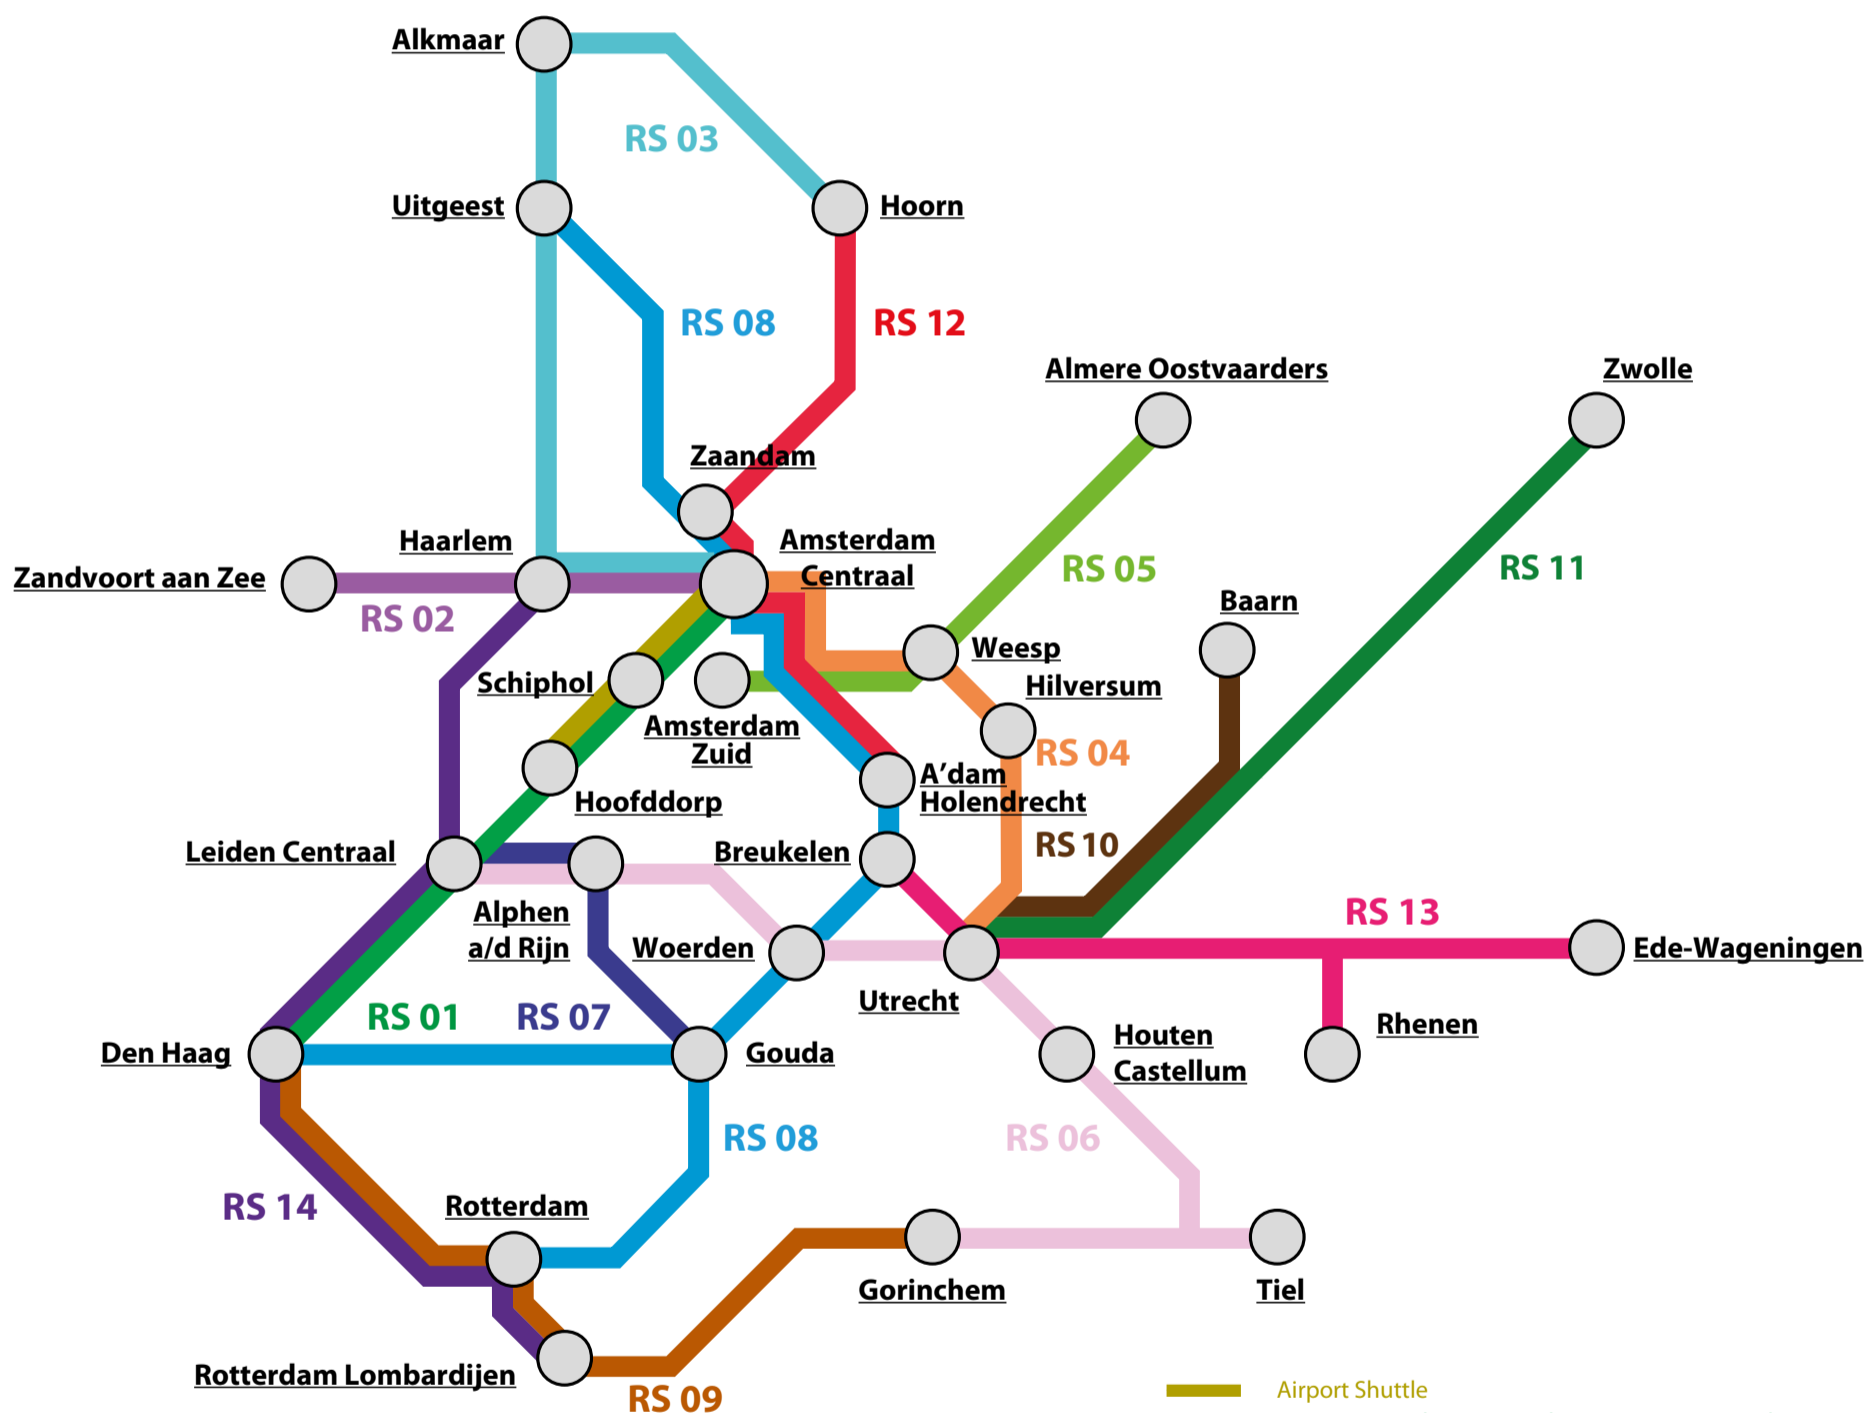 Alkmaar
RS 03
Uitgeest
Hoorn
RS 08
RS 12
Almere Oostvaarders
Zwolle
Zaandam
Haarlem
Amsterdam
Centraal
Zandvoort aan Zee
RS 02
RS 05
RS 11
Baarn
Weesp
Schiphol
Hilversum
Amsterdam
Zuid
RS 04
A’dam
Holendrecht
Hoofddorp
Leiden Centraal
Breukelen
RS 10
Alphen
a/d Rijn
Woerden
RS 13
Ede-Wageningen
Utrecht
RS 01
RS 07
Rhenen
Den Haag
Gouda
Houten
Castellum
RS 08
RS 06
RS 14
Rotterdam
Gorinchem
Tiel
Rotterdam Lombardijen
RS 09
Airport Shuttle